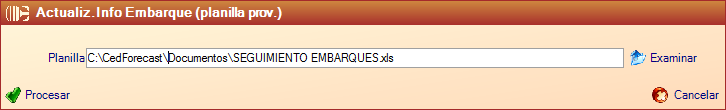 Actualiz.Info Embarque (planilla prov.)
Planilla C:\CedForecast\Documentos\SEGUIMIENTO EMBARQUES.xls Examinar
Procesar Cancelar